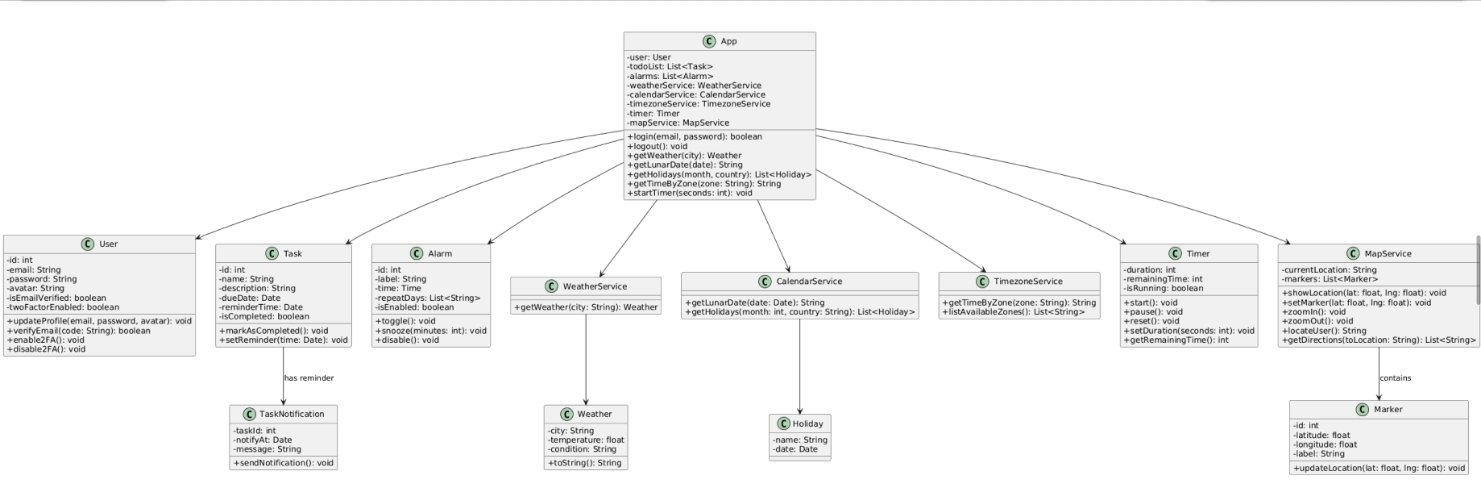 C App
-user: User
-todoList: List<Task>
-alarms: List<Alarm>
-weatherService: WeatherService
-calendarService: CalendarService
-timezoneService: TimezoneService
-timer: Timer
-mapService: MapService
+login(email, password): boolean
+logout(): void
+getWeather(city): Weather
+getLunarDate(date): String
+getHolidays(month, country): List<Holiday>
+getTimeByZone(zone: String): String
+startTimer(seconds: int): void
C User
-id: int
-email: String
-password: String
-avatar: String
-isEmailVerified: boolean
-twoFactorEnabled: boolean
+updateProfile(email, password, avatar): void
+verifyEmail(code: String): boolean
+enable2FA(): void
+disable2FA(): void
C Task
-id: int
-name: String
-description: String
-dueDate: Date
-reminderTime: Date
-isCompleted: boolean
+markAsCompleted(): void
+setReminder(time: Date): void
C Alarm
-id: int
-label: String
-time: Time
-repeatDays: List<String>
-isEnabled: boolean
+toggle(): void
+snooze(minutes: int): void
+disable(): void
C WeatherService
+getWeather(city: String): Weather
C CalendarService
+getLunarDate(date: Date): String
+getHolidays(month: int, country: String): List<Holiday>
C TimezoneService
+getTimeByZone(zone: String): String
+listAvailableZones(): List<String>
C Timer
-duration: int
-remainingTime: int
-isRunning: boolean
+start(): void
+pause(): void
+reset(): void
+setDuration(seconds: int): void
+getRemainingTime(): int
C MapService
-currentLocation: String
-markers: List<Marker>
+showLocation(lat: float, lng: float): void
+setMarker(lat: float, lng: float): void
+zoomIn(): void
+zoomOut(): void
+locateUser(): String
+getDirections(toLocation: String): List<String>
has reminder
contains
C TaskNotification
-taskId: int
-notifyAt: Date
-message: String
+sendNotification(): void
C Weather
-city: String
-temperature: float
-condition: String
+toString(): String
C Holiday
-name: String
-date: Date
C Marker
-id: int
-latitude: float
-longitude: float
-label: String
+updateLocation(lat: float, lng: float): void